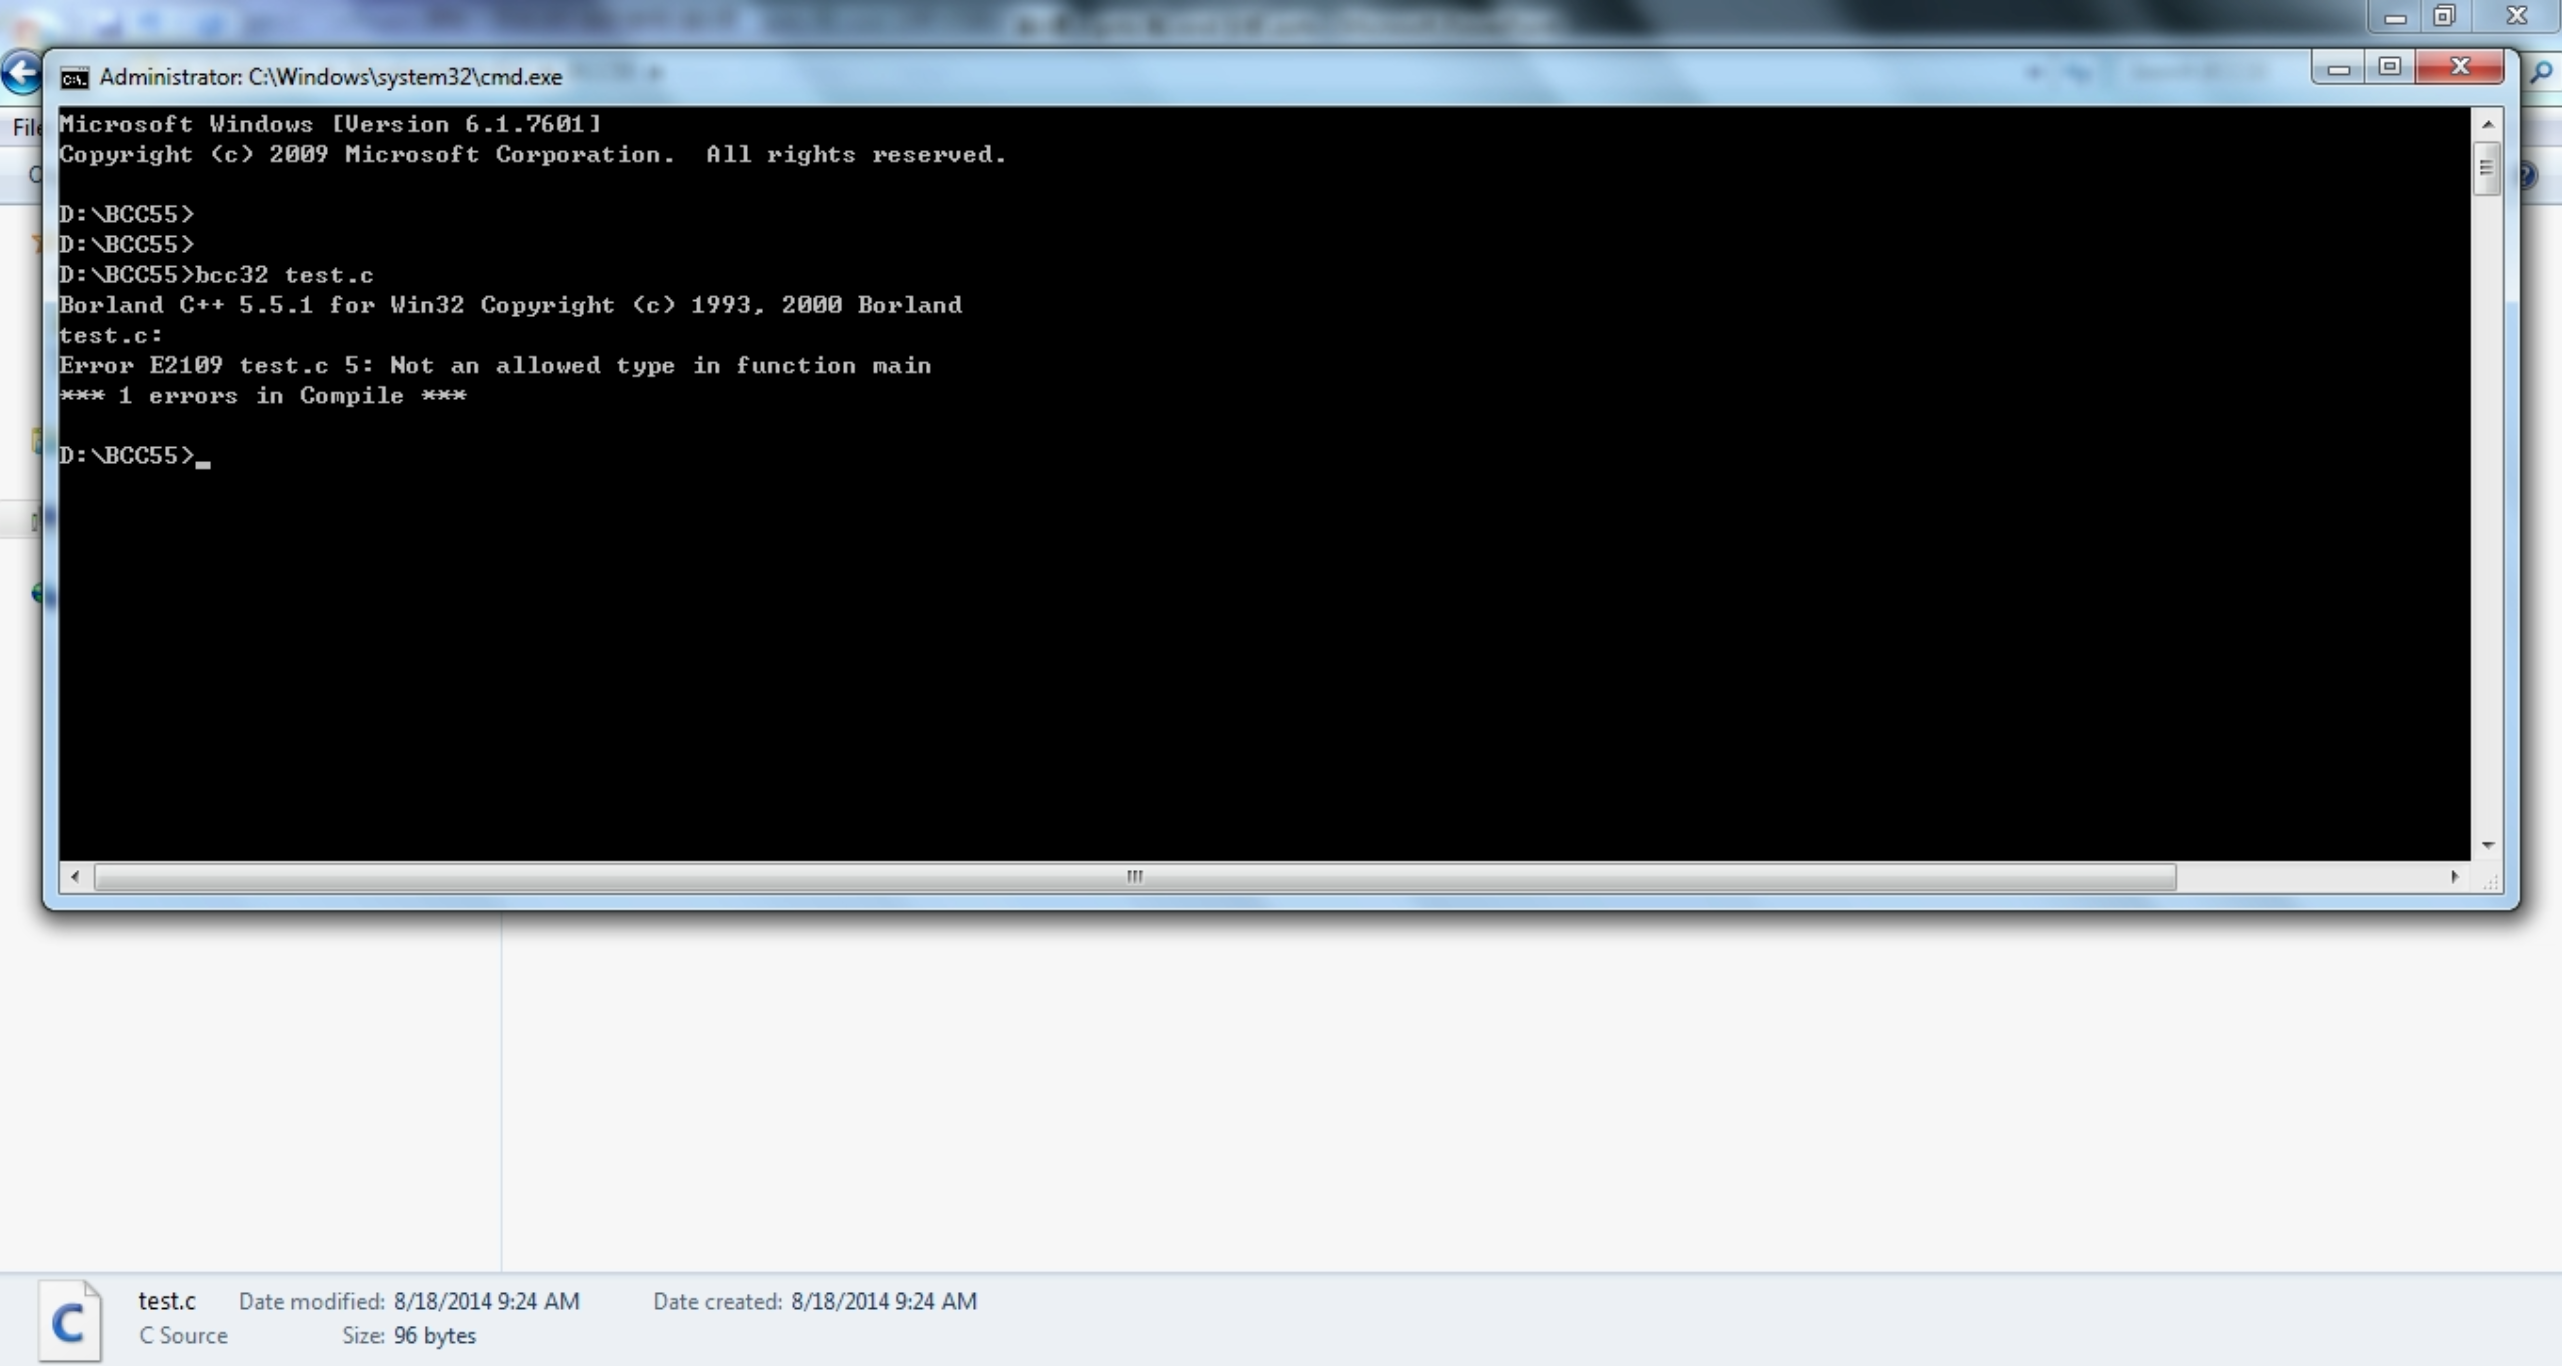 Administrator: C:\Windows\system32\cmd.exe
File
Microsoft Windows [Version 6.1.7601]
Copyright (c) 2009 Microsoft Corporation.  All rights reserved.
D:\BCC55>
D:\BCC55>
D:\BCC55>bcc32 test.c
Borland C++ 5.5.1 for Win32 Copyright (c) 1993, 2000 Borland
test.c:
Error E2109 test.c 5: Not an allowed type in function main
*** 1 errors in Compile ***
D:\BCC55>_
test.c Date modified: 8/18/2014 9:24 AM Date created: 8/18/2014 9:24 AM
C Source Size: 96 bytes